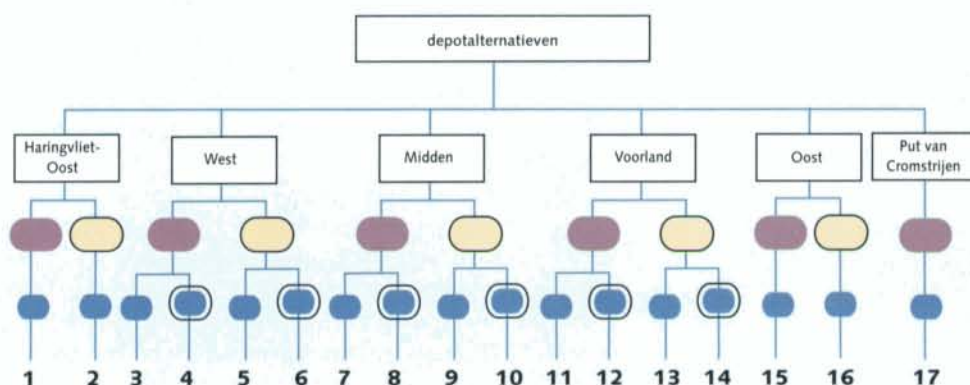 depotalternatieven
Haringvliet-
Oost
West
Midden
Voorland
Oost
Put van
Cromstrijen
1 2 3 4 5 6 7 8 9 10 11 12 13 14 15 16 17